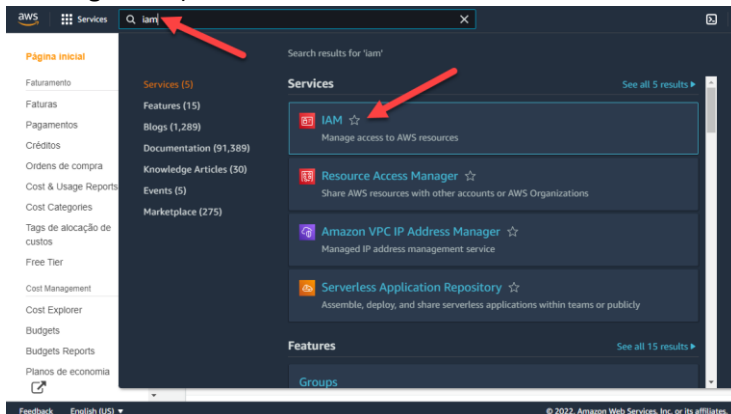 aws
Services
iam
Página inicial
Faturamento
Faturas
Pagamentos
Créditos
Ordens de compra
Cost & Usage Reports
Cost Categories
Tags de alocação de
custos
Free Tier
Cost Management
Cost Explorer
Budgets
Budgets Reports
Planos de economia
Services (5)
Features (15)
Blogs (1,289)
Documentation (91,389)
Knowledge Articles (30)
Events (5)
Marketplace (275)
Search results for 'iam'
Services
See all 5 results
IAM
Manage access to AWS resources
Resource Access Manager
Share AWS resources with other accounts or AWS Organizations
Amazon VPC IP Address Manager
Managed IP address management service
Serverless Application Repository
Assemble, deploy, and share serverless applications within teams or publicly
Features
See all 15 results
Groups
Feedback English (US)
© 2022, Amazon Web Services, Inc. or its affiliates.